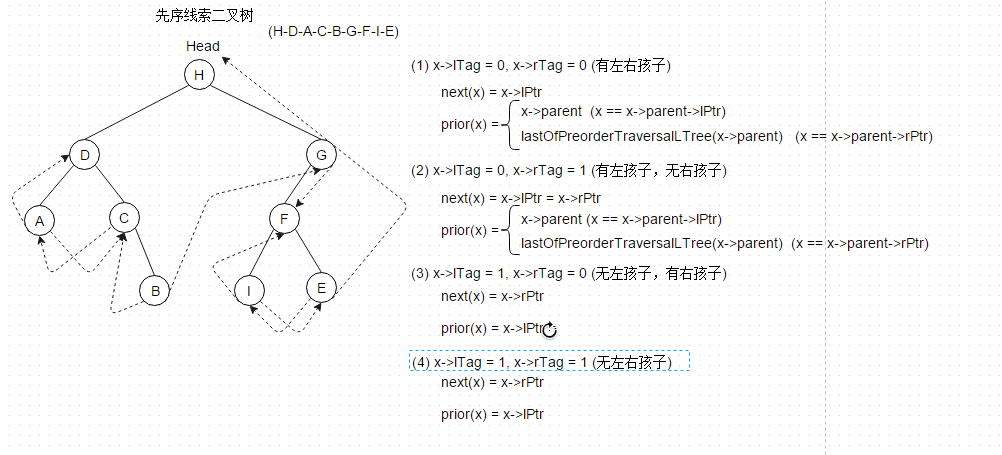 先序线索二叉树
(H-D-A-C-B-G-F-I-E)
Head
H
D
G
A
C
F
B
I
E
(1) x->lTag = 0, x->rTag = 0 (有左右孩子)
next(x) = x->lPtr
prior(x) =
x->parent (x == x->parent->lPtr)
lastOfPreorderTraversalLTree(x->parent) (x == x->parent->rPtr)
(2) x->lTag = 0, x->rTag = 1 (有左孩子，无右孩子)
next(x) = x->lPtr = x->rPtr
prior(x) =
x->parent (x == x->parent->lPtr)
lastOfPreorderTraversalLTree(x->parent) (x == x->parent->rPtr)
(3) x->lTag = 1, x->rTag = 0 (无左孩子，有右孩子)
next(x) = x->rPtr
prior(x) = x->lPtr
(4) x->lTag = 1, x->rTag = 1 (无左右孩子)
next(x) = x->rPtr
prior(x) = x->lPtr